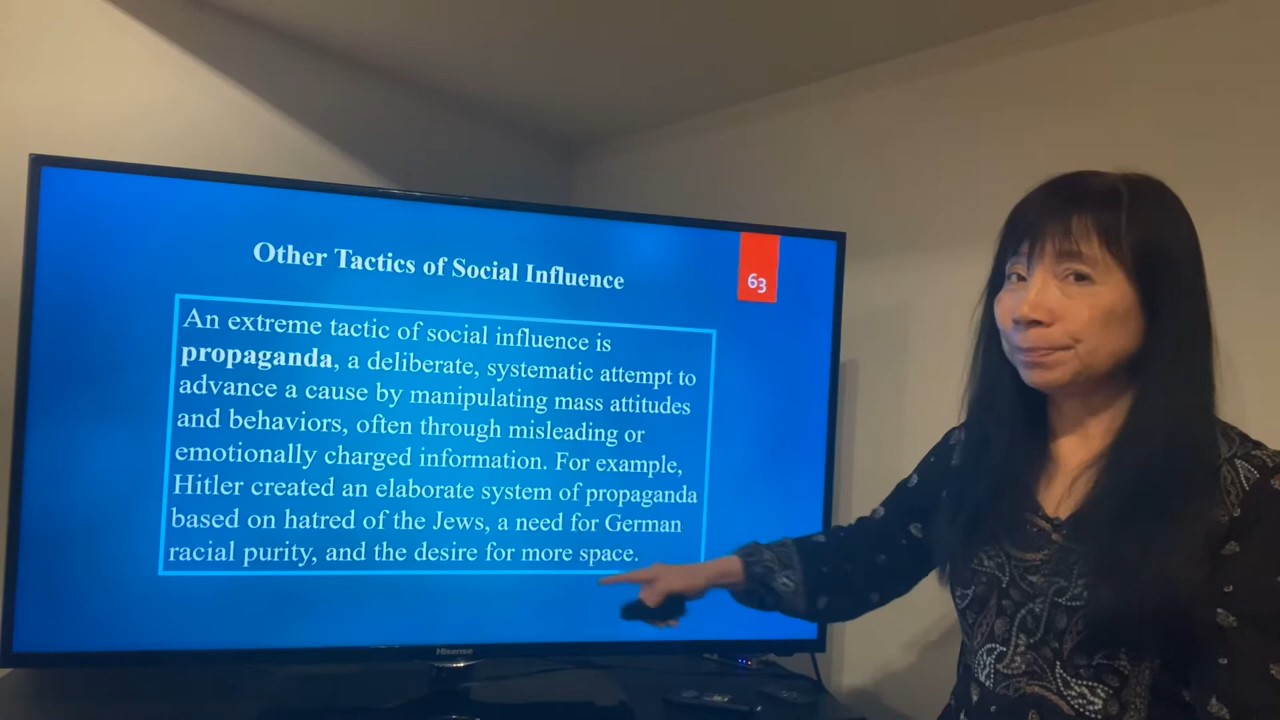 Other Tactics of Social Influence
63
An extreme tactic of social influence is
propaganda, a deliberate, systematic attempt to
advance a cause by manipulating mass attitudes
and behaviors, often through misleading or
emotionally charged information. For example,
Hitler created an elaborate system of propaganda
based on hatred of the Jews, a need for German
racial purity, and the desire for more space.
Hisense